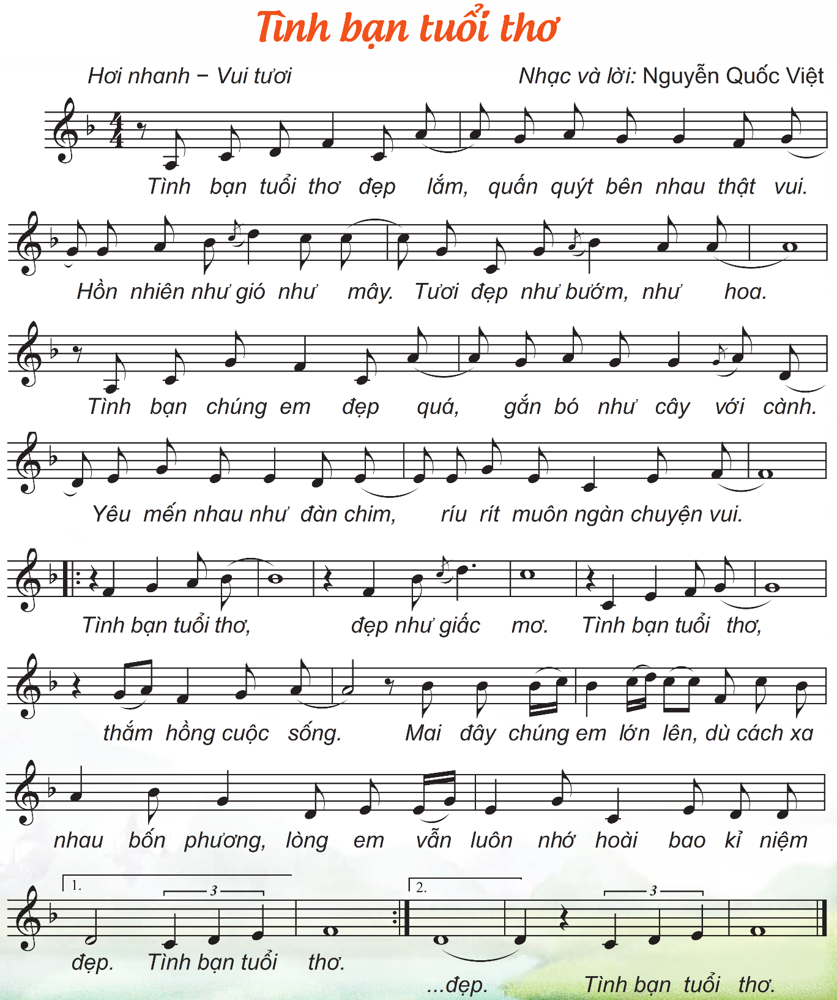 Tình bạn tuổi thơ
Hơi nhanh – Vui tươi
Nhạc và lời: Nguyễn Quốc Việt
4
4
Tình bạn tuổi thơ đẹp lắm, quấn quýt bên nhau thật vui.
Hồn nhiên như gió như mây. Tươi đẹp như bướm, như hoa.
Tình bạn chúng em đẹp quá, gắn bó như cây với cành.
Yêu mến nhau như đàn chim, ríu rít muôn ngàn chuyện vui.
Tình bạn tuổi thơ, đẹp như giấc mơ. Tình bạn tuổi thơ,
thắm hồng cuộc sống. Mai đây chúng em lớn lên, dù cách xa
nhau bốn phương, lòng em vẫn luôn nhớ hoài bao kỉ niệm
1. 3 2. 3
đẹp. Tình bạn tuổi thơ.
...đẹp. Tình bạn tuổi thơ.